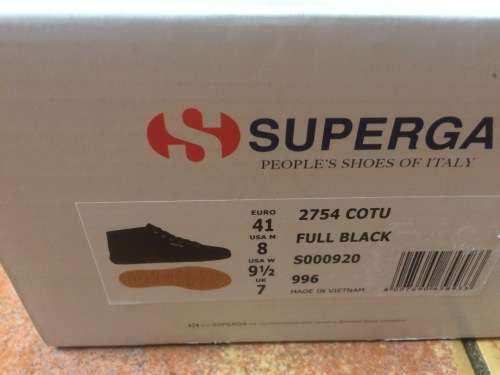 SUPERGA
PEOPLE'S SHOES OF ITALY
EURO
41
USA M
8
USA W
9½
UK
7
2754 COTU
FULL BLACK
S000920
996
MADE IN VIETNAM
SUPERGA